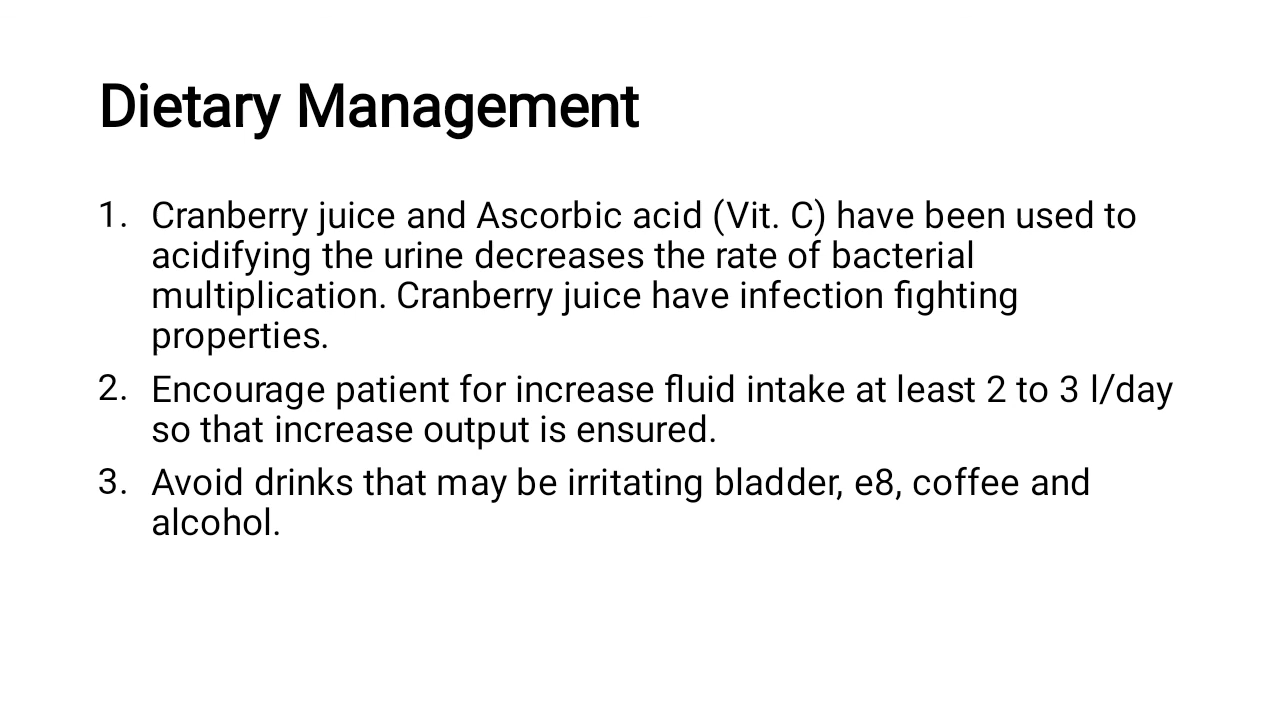 Dietary Management
1. Cranberry juice and Ascorbic acid (Vit. C) have been used to
acidifying the urine decreases the rate of bacterial
multiplication. Cranberry juice have infection fighting
properties.
2. Encourage patient for increase fluid intake at least 2 to 3 l/day
so that increase output is ensured.
3. Avoid drinks that may be irritating bladder, e8, coffee and
alcohol.